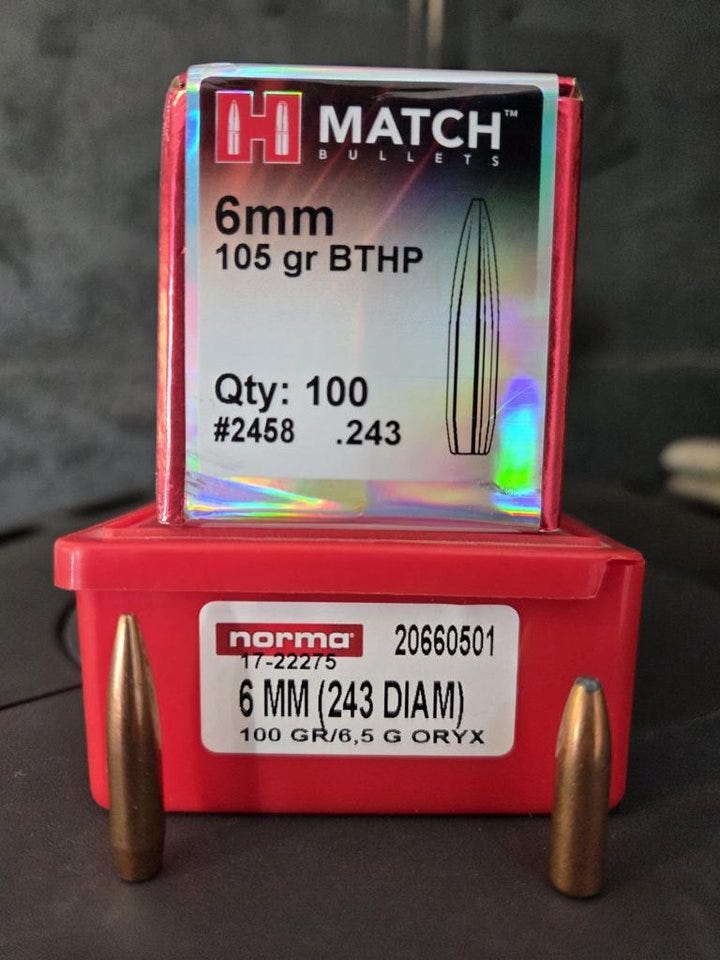 H MATCH™
BULLETS
6mm
105 gr BTHP
Qty: 100
#2458 .243
norma® 20660501
17-22275
6 MM (243 DIAM)
100 GR/6,5 G ORYX